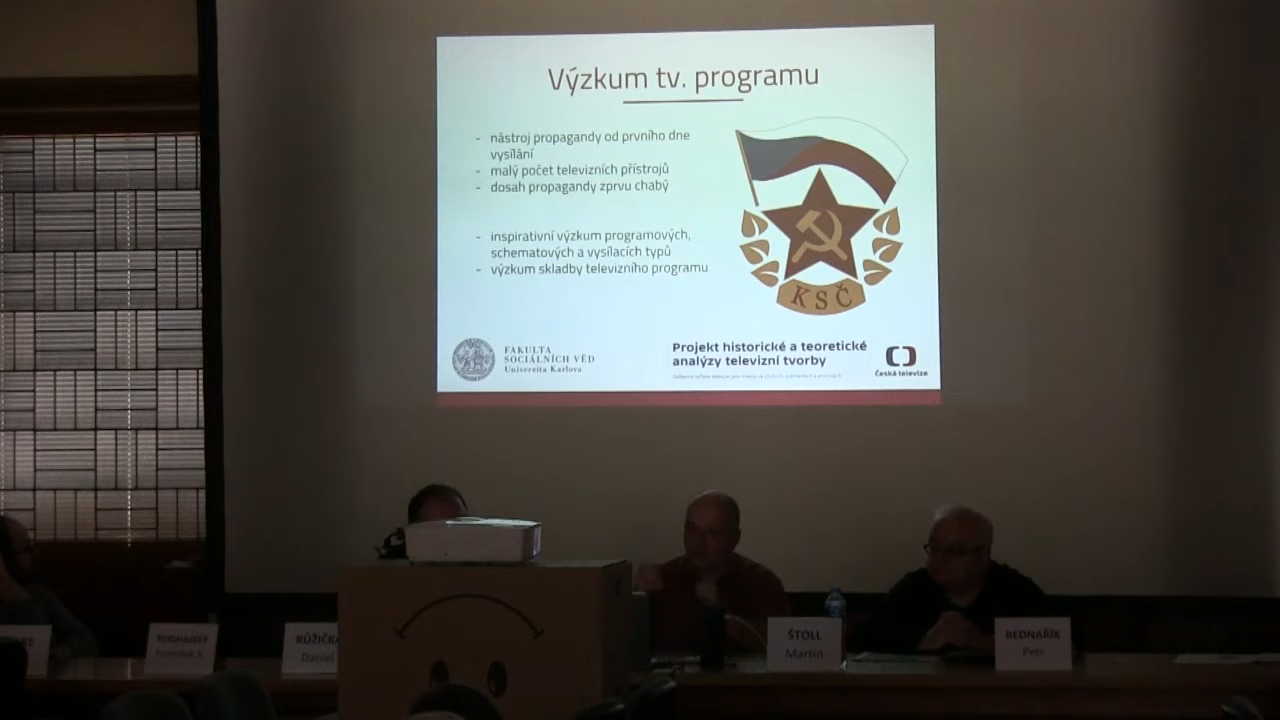 Výzkum tv. programu
- nástroj propagandy od prvního dne
vysílání
- malý počet televizních přístrojů
- dosah propagandy zprvu chabý
- inspirativní výzkum programových,
schematových a vysílacích typů
- výzkum skladby televizního programu
KSČ
FAKULTA
SOCIÁLNÍCH VĚD
Univerzita Karlova
Projekt historické a teoretické
analýzy televizní tvorby
Česká televize
RŮŽIČKA
Daniel
ŠTOLL
Martin
BEDNAŘÍK
Petr